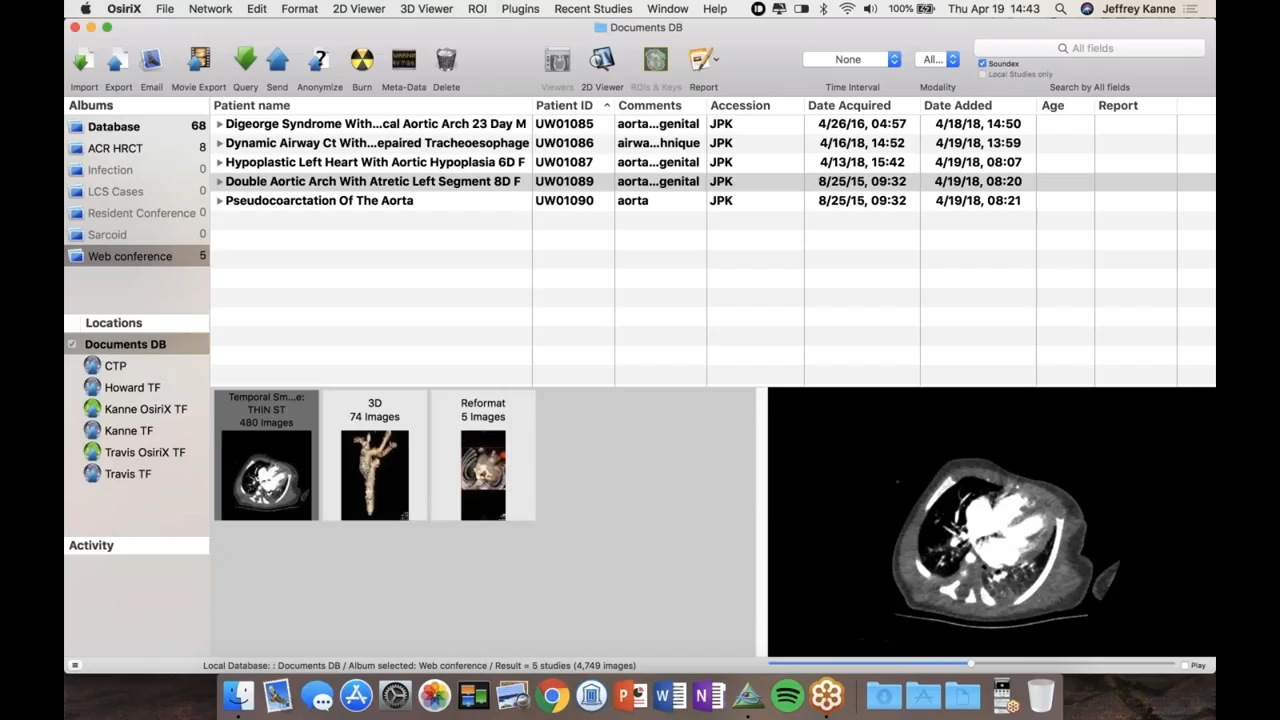 OsiriX File Network Edit Format 2D Viewer 3D Viewer ROI Plugins Recent Studies Window Help 100% Thu Apr 19 14:43 Jeffrey Kanne
Documents DB
None All... All fields
Soundex
Local Studies only
Import Export Email Movie Export Query Send Anonymize Burn Meta-Data Delete Viewers 2D Viewer ROIs & Keys Report Time Interval Modality Search by All fields
Albums Patient name Patient ID Comments Accession Date Acquired Date Added Age Report
Database 68 Digeorge Syndrome With...cal Aortic Arch 23 Day M UW01085 aorta...genital JPK 4/26/16, 04:57 4/18/18, 14:50
ACR HRCT 8 Dynamic Airway Ct With...epaired Tracheoesophage UW01086 airwa...hnique JPK 4/16/18, 14:52 4/19/18, 13:59
Infection 0 Hypoplastic Left Heart With Aortic Hypoplasia 6D F UW01087 aorta...genital JPK 4/13/18, 15:42 4/19/18, 08:07
LCS Cases 0 Double Aortic Arch With Atretic Left Segment 8D F UW01089 aorta...genital JPK 8/25/15, 09:32 4/19/18, 08:20
Resident Conference 0 Pseudocoarctation Of The Aorta UW01090 aorta JPK 8/25/15, 09:32 4/19/18, 08:21
Sarcoid 0
Web conference 5
Locations
Documents DB
CTP
Howard TF
Kanne OsiriX TF
Kanne TF
Travis OsiriX TF
Travis TF
Activity
Temporal Sm...e:
THIN ST
480 Images
3D
74 Images
Reformat
5 Images
Local Database: : Documents DB / Album selected: Web conference / Result = 5 studies (4,749 images) Play